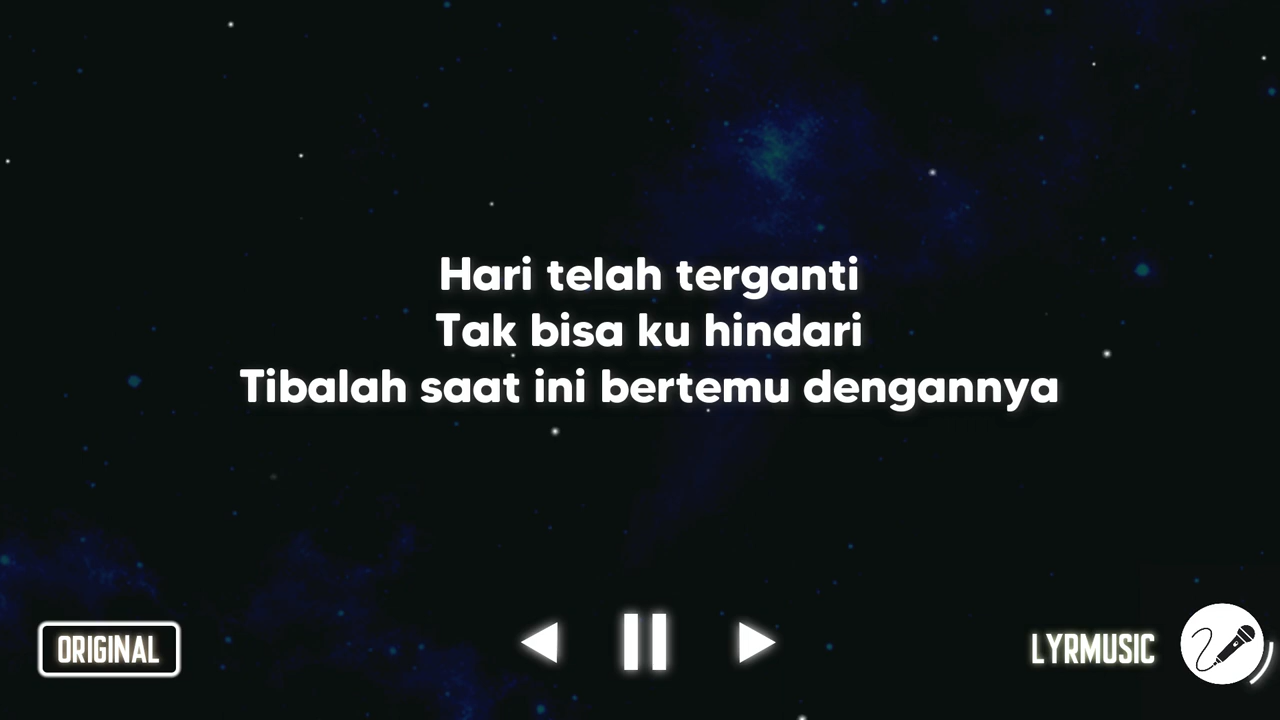 Hari telah terganti
Tak bisa ku hindari
Tibalah saat ini bertemu dengannya
ORIGINAL
LYRMUSIC